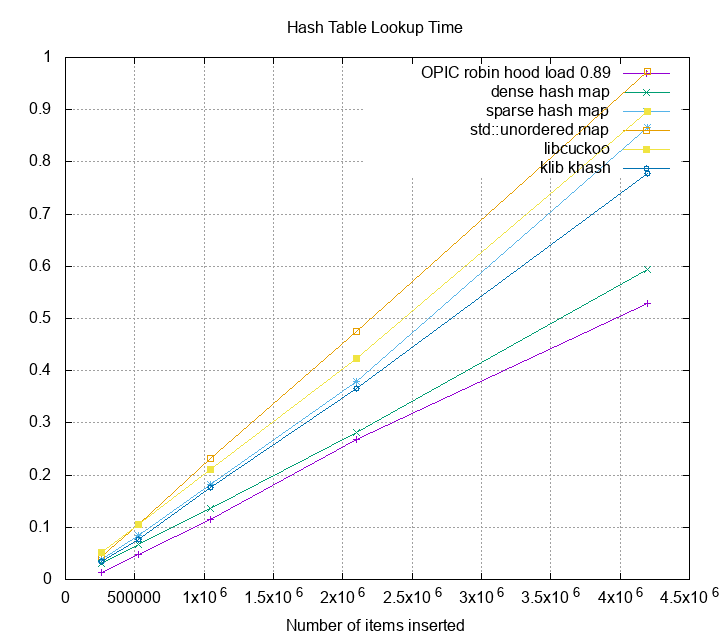 Hash Table Lookup Time
1
OPIC robin hood load 0.89
dense hash map
0.9
sparse hash map
std::unordered map
libcuckoo
klib khash
0.8
0.7
0.6
0.5
0.4
0.3
0.2
0.1
0
0 500000 1x10^6 1.5x10^6 2x10^6 2.5x10^6 3x10^6 3.5x10^6 4x10^6 4.5x10^6
Number of items inserted